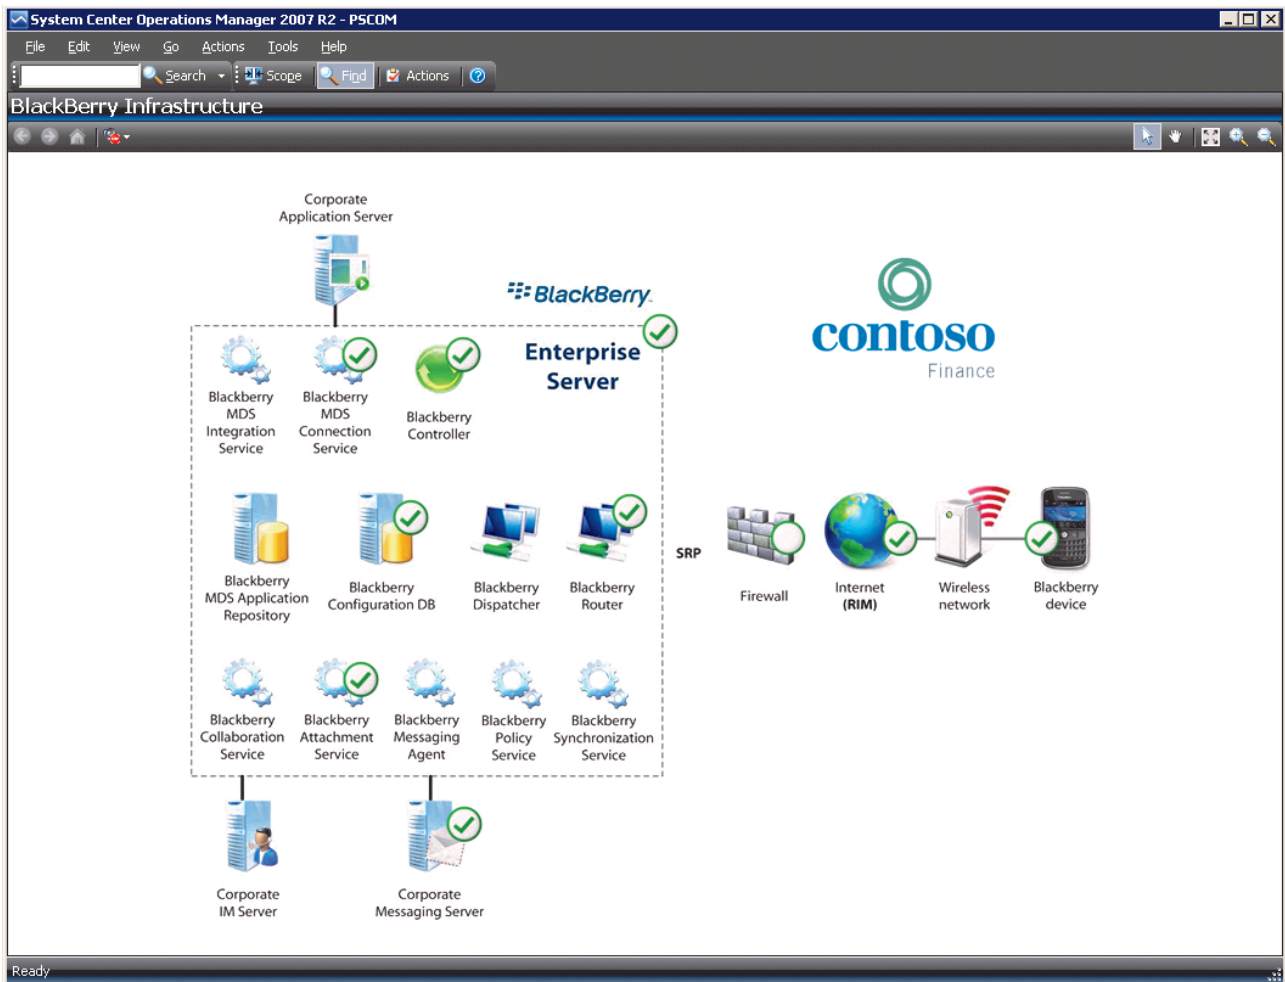 System Center Operations Manager 2007 R2 - PSCOM
File Edit View Go Actions Tools Help
Search Scope Find Actions
BlackBerry Infrastructure
Corporate
Application Server
BlackBerry
Enterprise
Server
contoso
Finance
Blackberry
MDS
Integration
Service
Blackberry
MDS
Connection
Service
Blackberry
Controller
Blackberry
MDS Application
Repository
Blackberry
Configuration DB
Blackberry
Dispatcher
Blackberry
Router
SRP
Firewall
Internet
(RIM)
Wireless
network
Blackberry
device
Blackberry
Collaboration
Service
Blackberry
Attachment
Service
Blackberry
Messaging
Agent
Blackberry
Policy
Service
Blackberry
Synchronization
Service
Corporate
IM Server
Corporate
Messaging Server
Ready